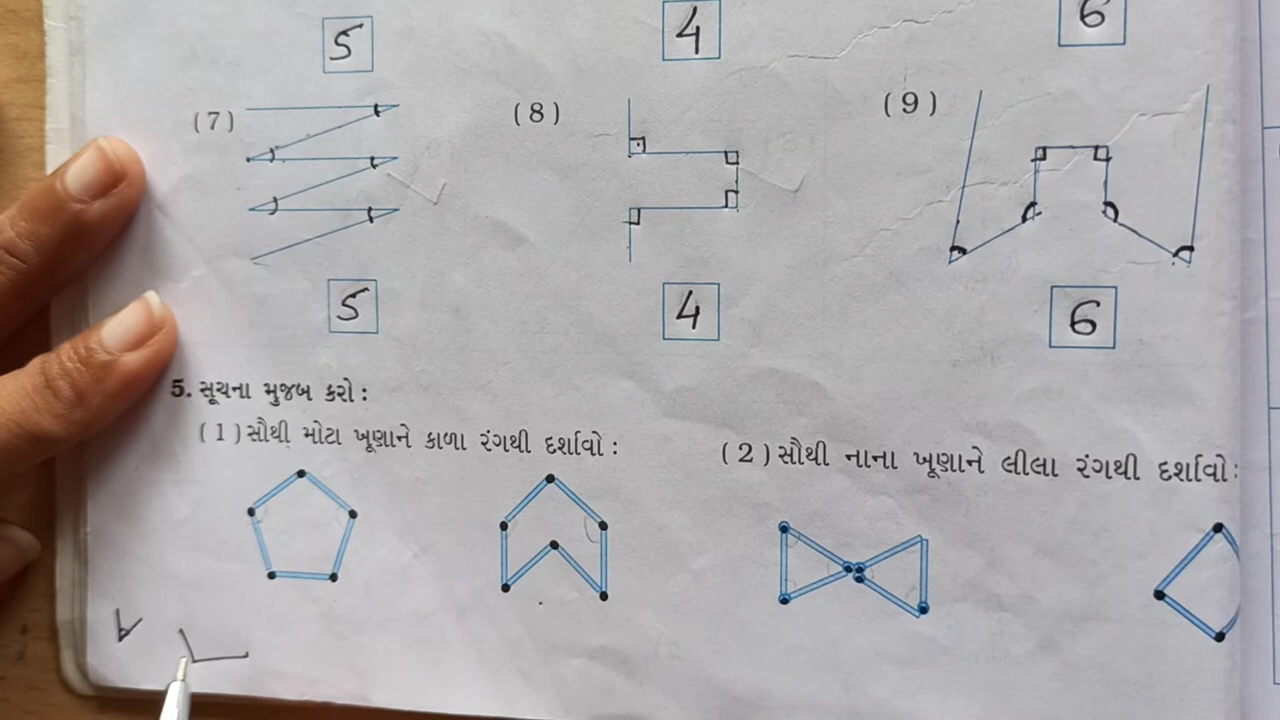 5 4 6
(7) (8) (9)
5 4 6
5. સૂચના મુજબ કરો :
(1) સૌથી મોટા ખૂણાને કાળા રંગથી દર્શાવો :
(2) સૌથી નાના ખૂણાને લીલા રંગથી દર્શાવો :